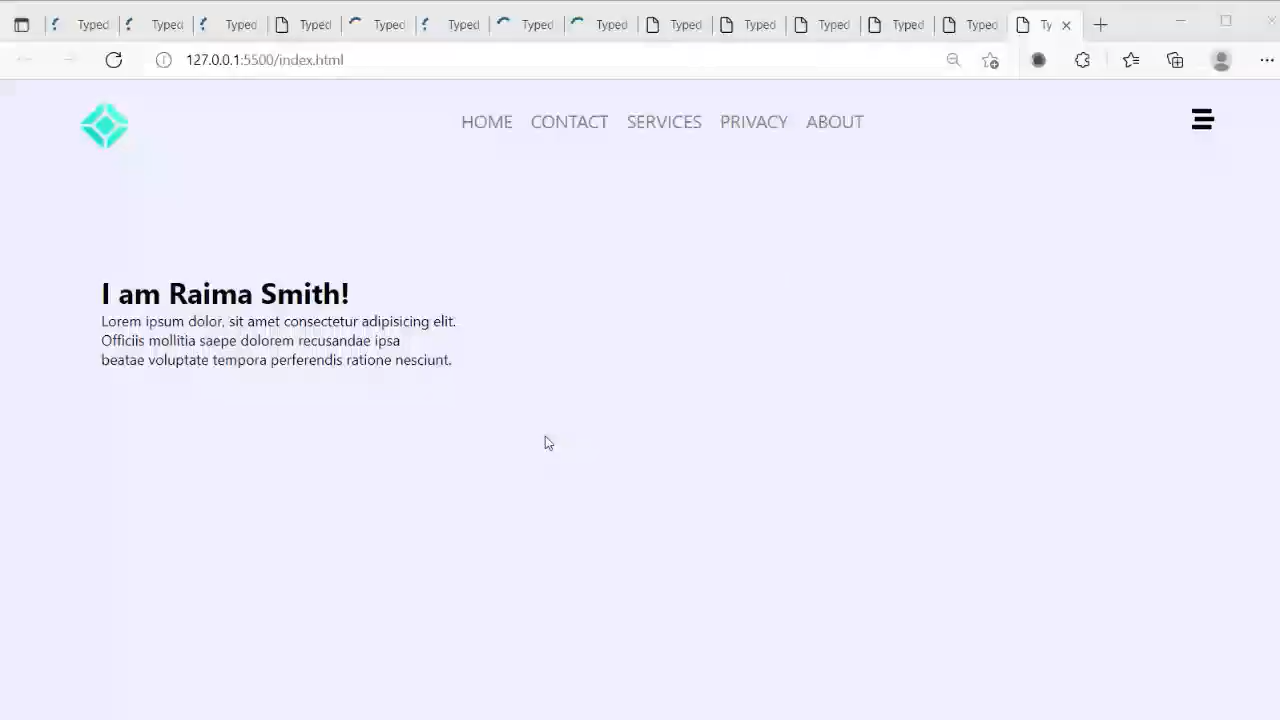 Typed Typed Typed Typed Typed Typed Typed Typed Typed Typed Typed Typed Typed Ty
127.0.0.1:5500/index.html
HOME CONTACT SERVICES PRIVACY ABOUT
I am Raima Smith!
Lorem ipsum dolor, sit amet consectetur adipisicing elit.
Officiis mollitia saepe dolorem recusandae ipsa
beatae voluptate tempora perferendis ratione nesciunt.